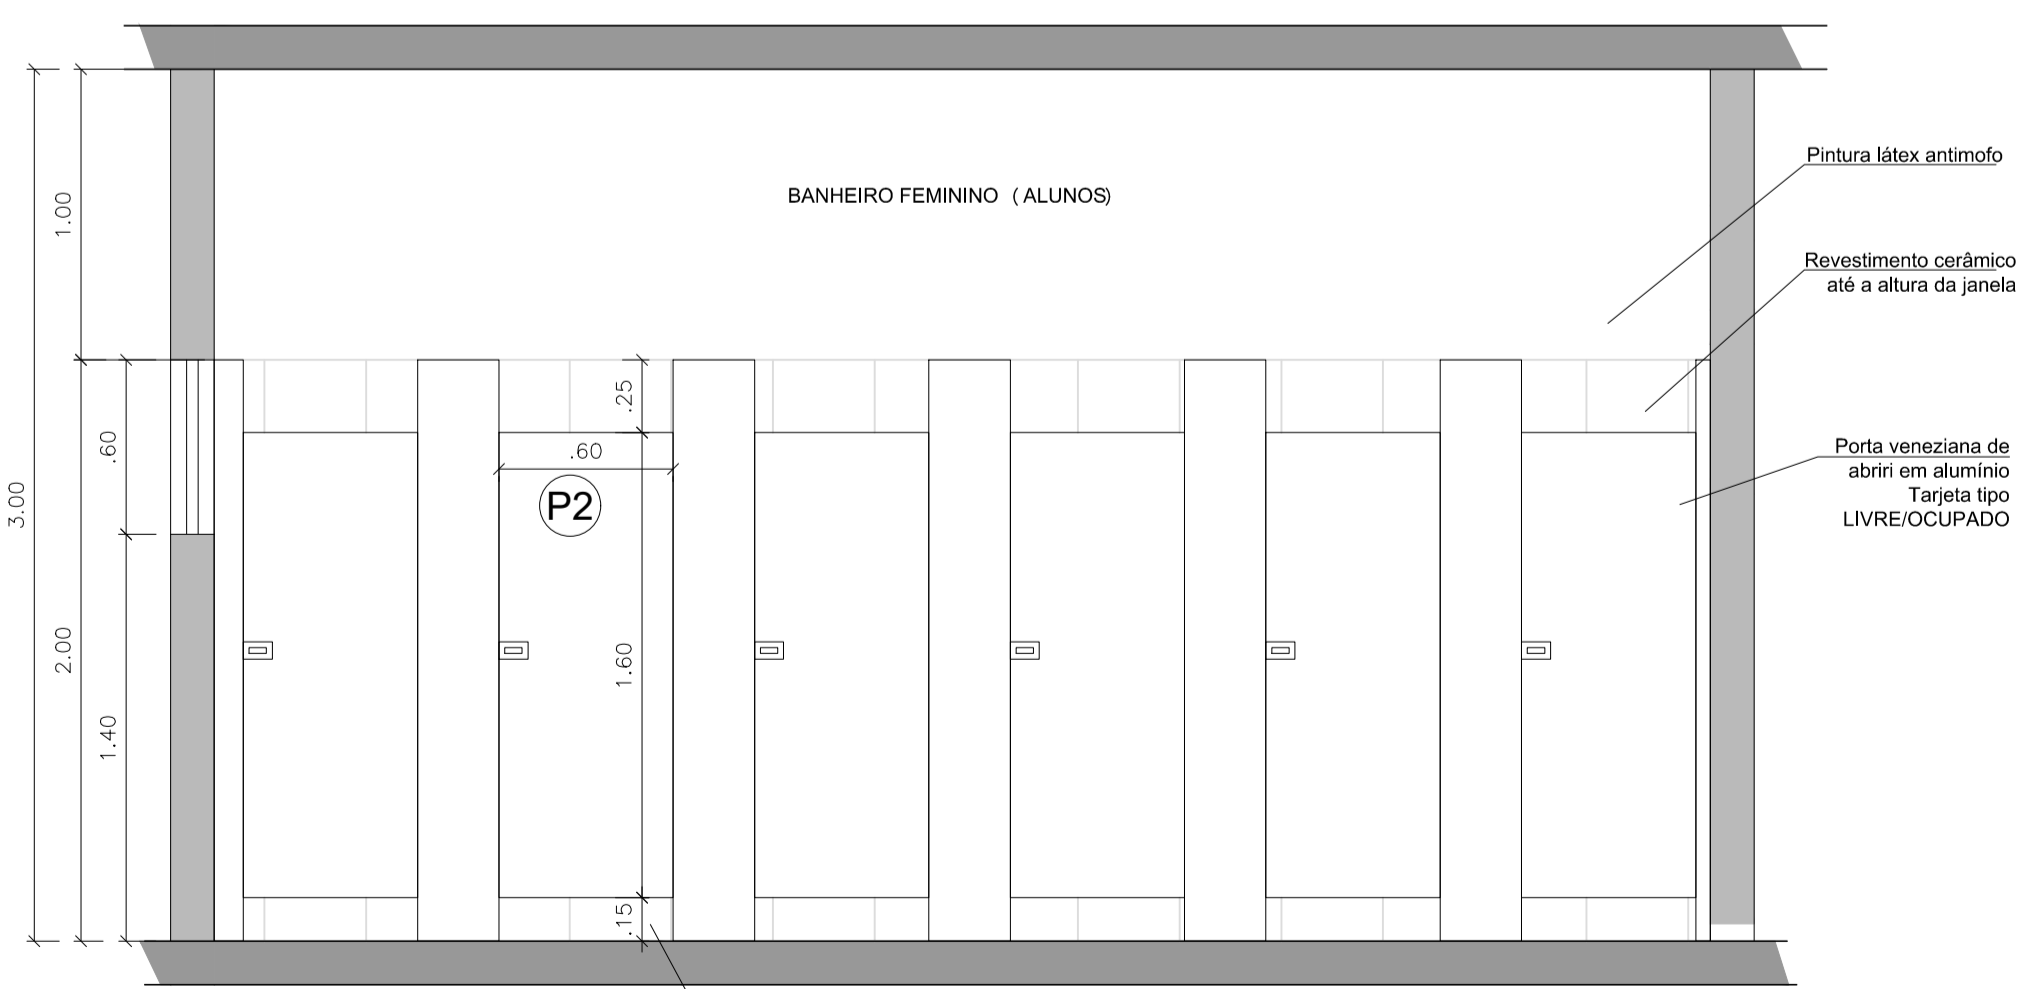 BANHEIRO FEMININO ( ALUNOS)
Pintura látex antimofo
Revestimento cerâmico
até a altura da janela
Porta veneziana de
abriri em alumínio
Tarjeta tipo
LIVRE/OCUPADO
3.00
1.00
2.00
.60
1.40
.25
.60
P2
1.60
.15